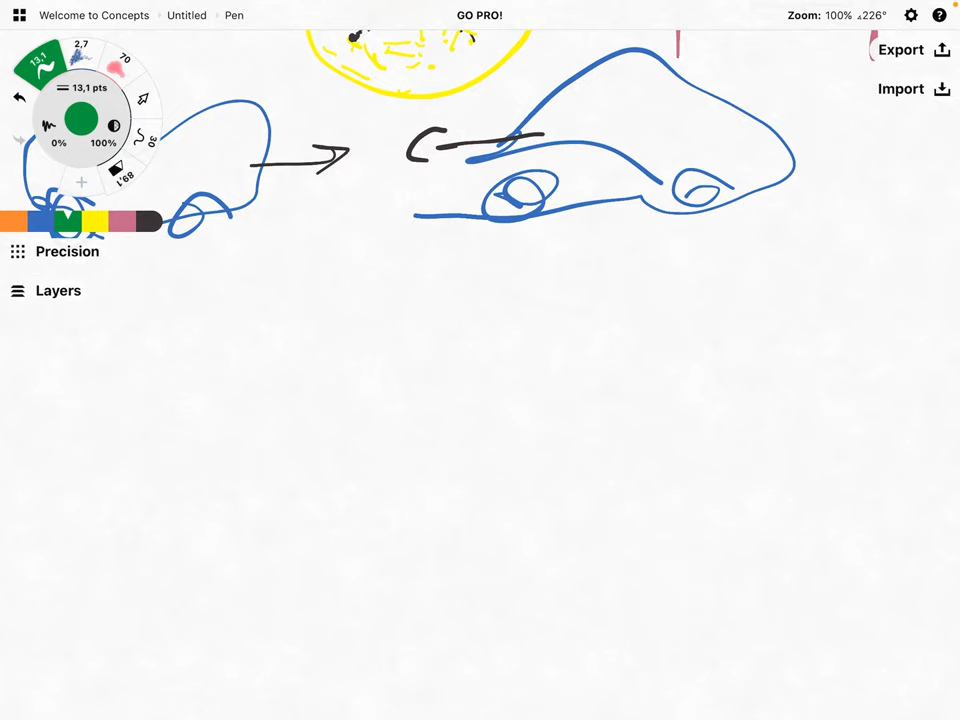 Welcome to Concepts › Untitled › Pen GO PRO! Zoom: 100% ⊿226°
Export
Import
2,7
70
13,1
13,1 pts
0% 100%
30
89,1
Precision
Layers